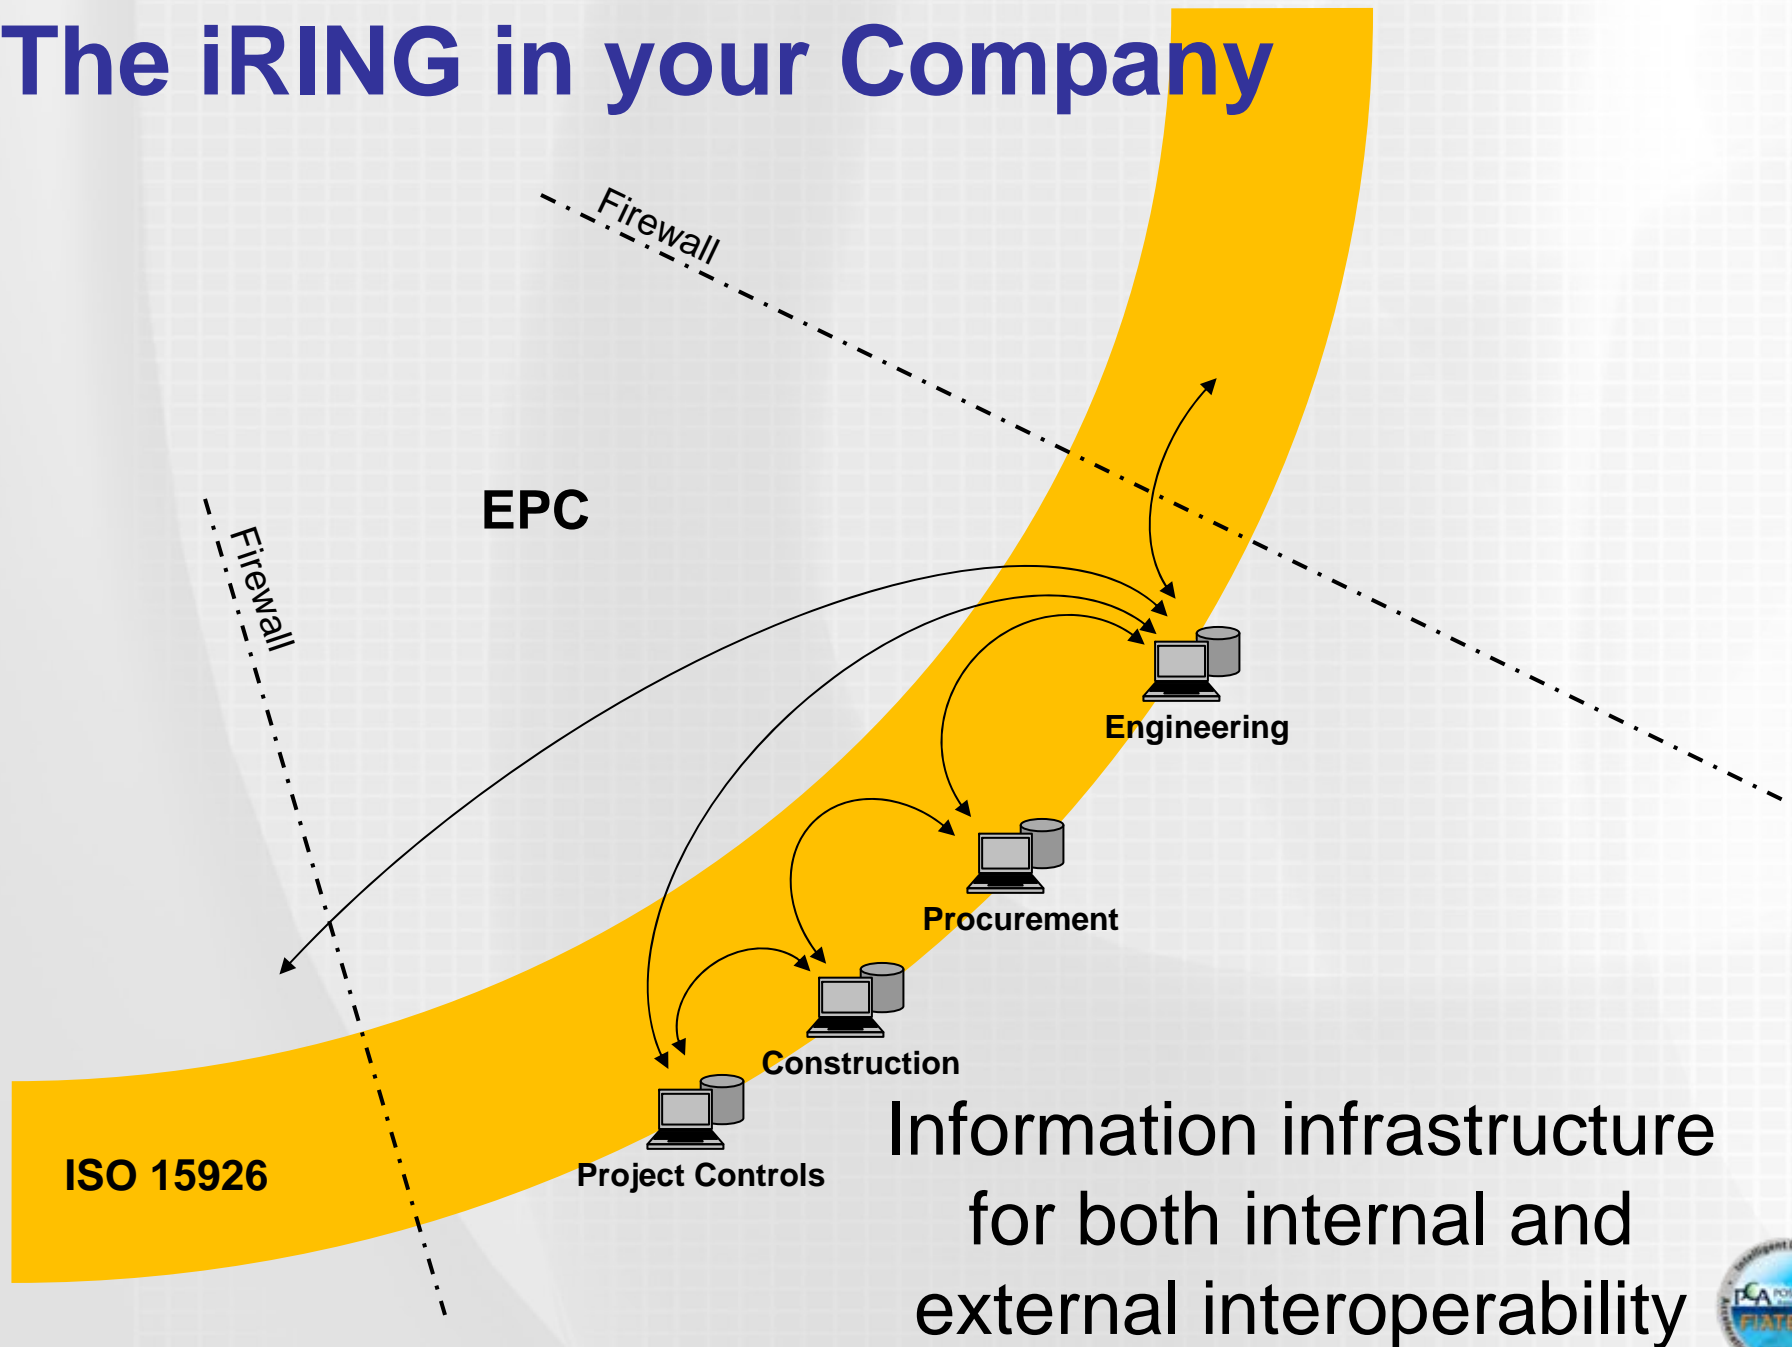 The iRING in your Company
Firewall
EPC
Firewall
Engineering
Procurement
Construction
Project Controls
ISO 15926
Information infrastructure
for both internal and
external interoperability